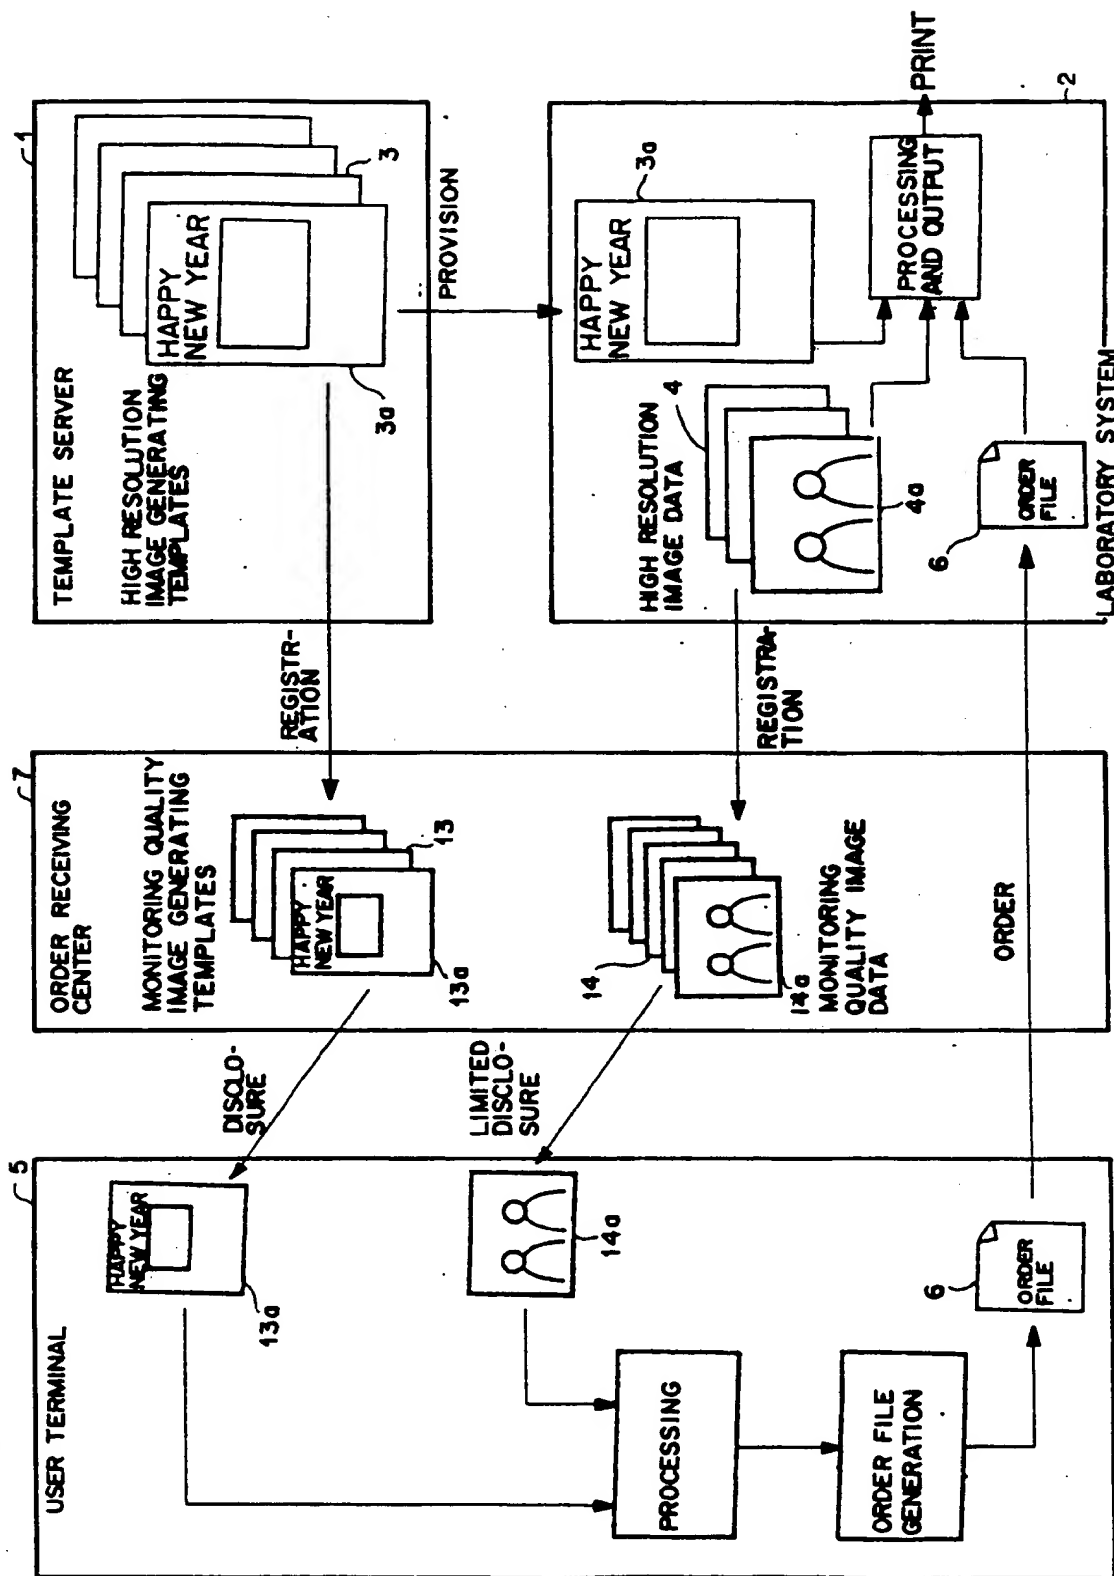 USER TERMINAL
5
HAPPY
NEW YEAR
13a
14a
PROCESSING
ORDER FILE
GENERATION
6
ORDER
FILE
DISCLO-
SURE
LIMITED
DISCLO-
SURE
7
ORDER RECEIVING
CENTER
MONITORING QUALITY
IMAGE GENERATING
TEMPLATES
HAPPY
NEW YEAR
13
13a
14
14a
MONITORING
QUALITY IMAGE
DATA
ORDER
REGISTR-
ATION
REGISTRA-
TION
1
TEMPLATE SERVER
HIGH RESOLUTION
IMAGE GENERATING
TEMPLATES
HAPPY
NEW YEAR
3
3a
PROVISION
HIGH RESOLUTION
IMAGE DATA
4
4a
HAPPY
NEW YEAR
3a
6
ORDER
FILE
PROCESSING
AND OUTPUT
PRINT
2
LABORATORY SYSTEM